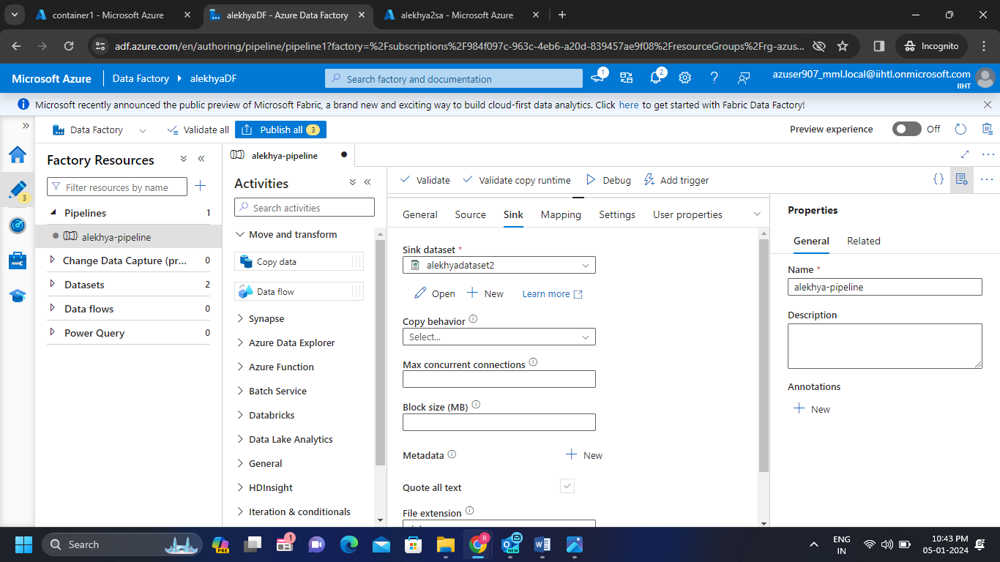 container1 - Microsoft Azure
alekhyaDF - Azure Data Factory
alekhya2sa - Microsoft Azure
adf.azure.com/en/authoring/pipeline/pipeline1?factory=%2Fsubscriptions%2F984f097c-963c-4eb6-a20d-839457ae9f08%2FresourceGroups%2Frg-azus...
Incognito
Microsoft Azure
Data Factory
alekhyaDF
Search factory and documentation
1
2
azuser907_mml.local@iihtl.onmicrosoft.com
IIHT
Microsoft recently announced the public preview of Microsoft Fabric, a brand new and exciting way to build cloud-first data analytics. Click here to get started with Fabric Data Factory!
Data Factory
Validate all
Publish all 3
Preview experience
Off
3
Factory Resources
Filter resources by name
Pipelines 1
alekhya-pipeline
Change Data Capture (pr... 0
Datasets 2
Data flows 0
Power Query 0
alekhya-pipeline
Activities
Search activities
Move and transform
Copy data
Data flow
Synapse
Azure Data Explorer
Azure Function
Batch Service
Databricks
Data Lake Analytics
General
HDInsight
Iteration & conditionals
Validate
Validate copy runtime
Debug
Add trigger
{}
General
Source
Sink
Mapping
Settings
User properties
Sink dataset *
alekhyadataset2
Open
New
Learn more
Copy behavior
Select...
Max concurrent connections
Block size (MB)
Metadata
New
Quote all text
File extension
Properties
General
Related
Name *
alekhya-pipeline
Description
Annotations
New
Search
PRE
1
8
NEW
ENG
IN
10:43 PM
05-01-2024